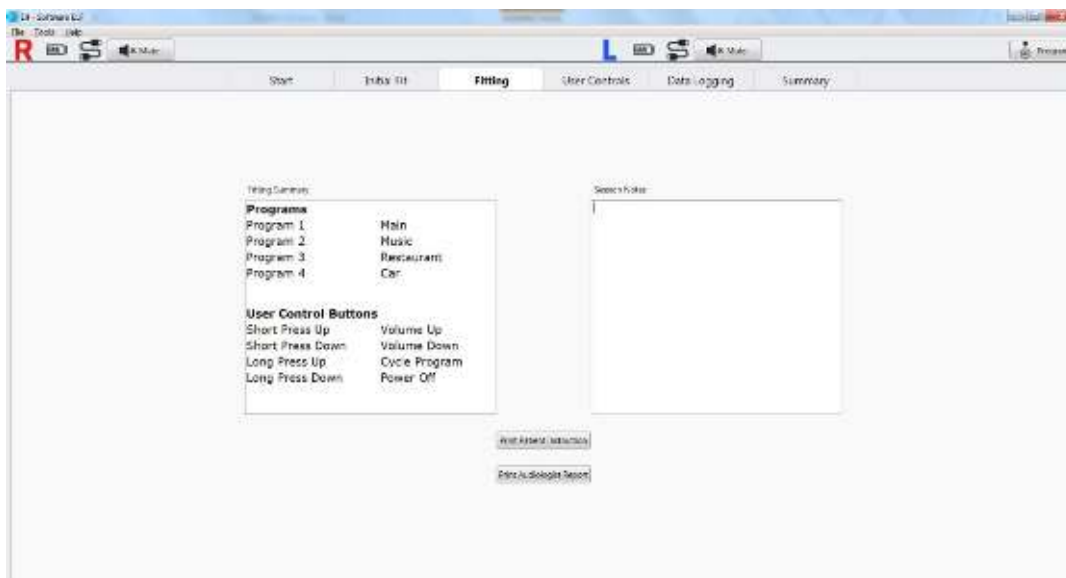 File Tools Help
R
Mute
L
Mute
Start Initial Fit Fitting User Controls Data Logging Summary
Fitting Summary
Session Notes
Programs
Program 1 Main
Program 2 Music
Program 3 Restaurant
Program 4 Car
User Control Buttons
Short Press Up Volume Up
Short Press Down Volume Down
Long Press Up Cycle Program
Long Press Down Power Off
Print Patient Instruction
Print Audiologist Report